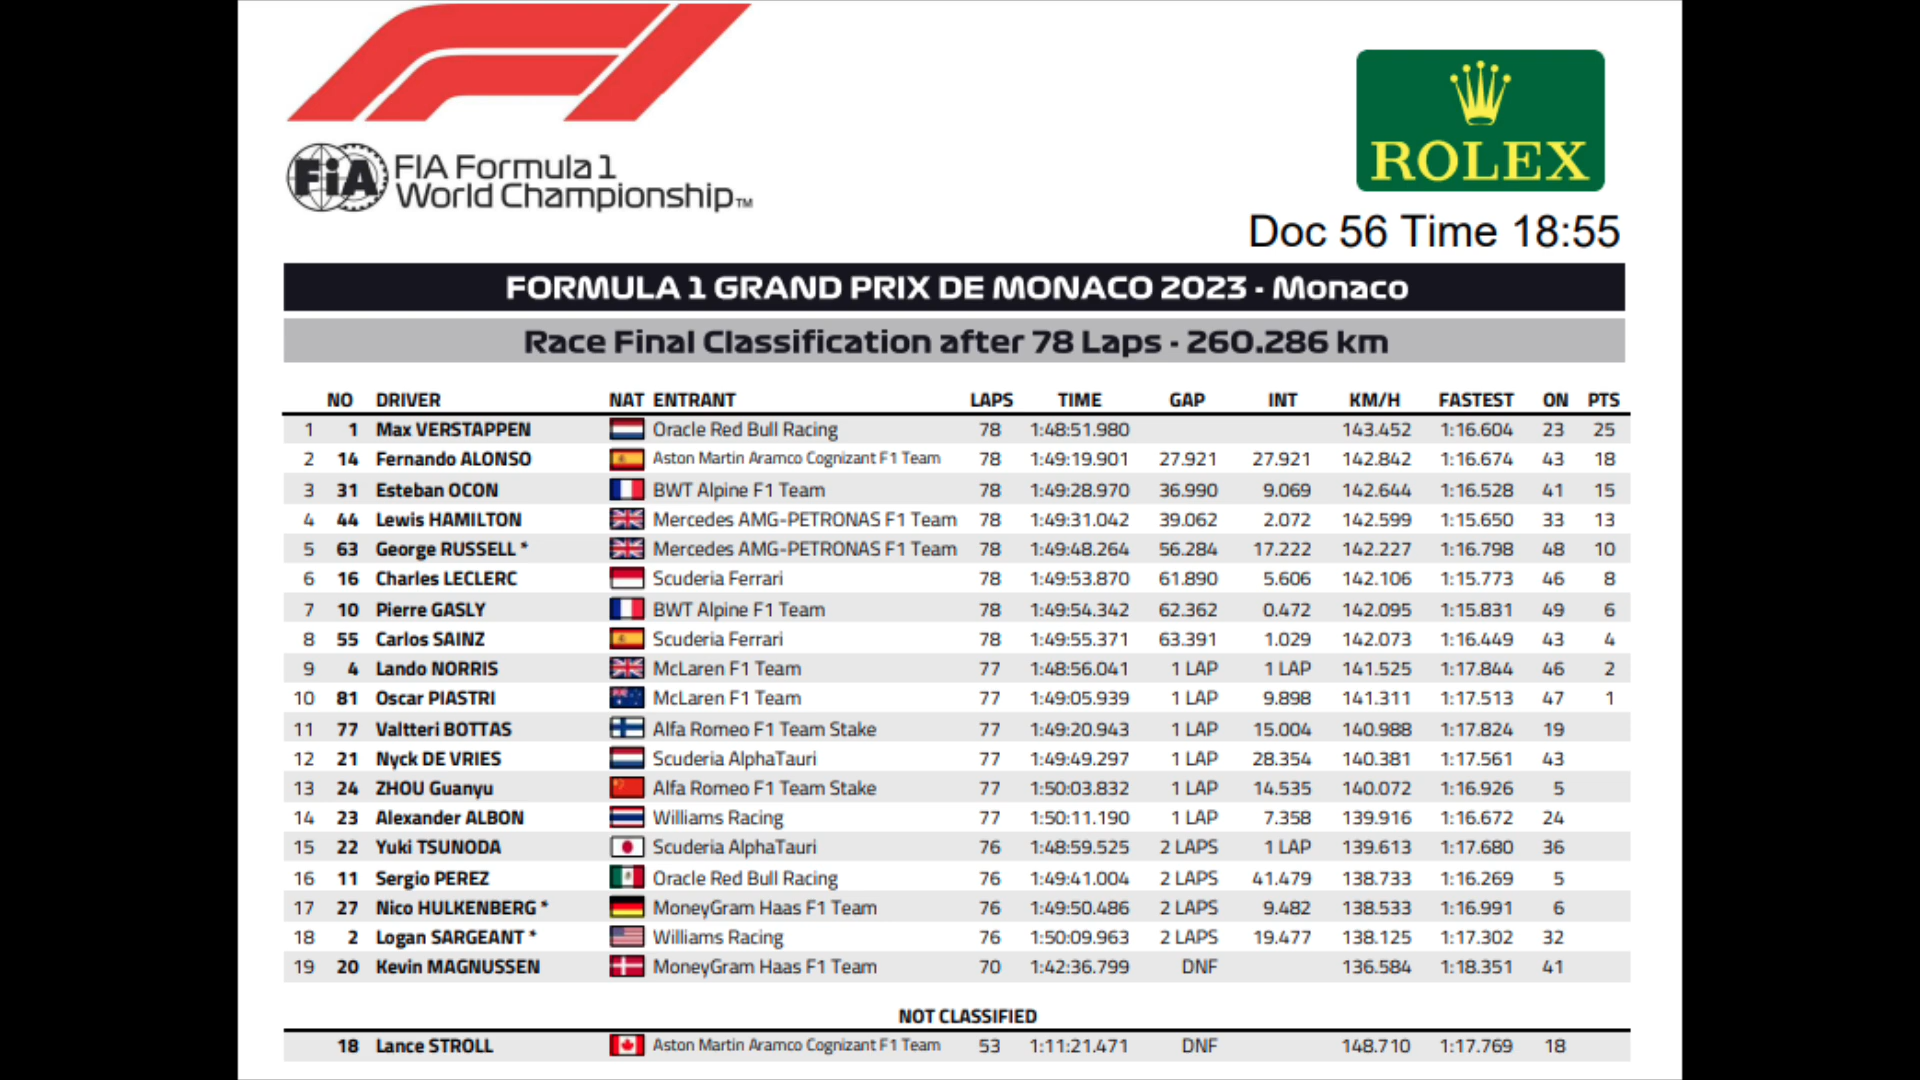 ROLEX
FiA FIA Formula 1
World Championship™
Doc 56 Time 18:55
FORMULA 1 GRAND PRIX DE MONACO 2023 - Monaco
Race Final Classification after 78 Laps - 260.286 km
NO DRIVER NAT ENTRANT LAPS TIME GAP INT KM/H FASTEST ON PTS
1 1 Max VERSTAPPEN Oracle Red Bull Racing 78 1:48:51.980 143.452 1:16.604 23 25
2 14 Fernando ALONSO Aston Martin Aramco Cognizant F1 Team 78 1:49:19.901 27.921 27.921 142.842 1:16.674 43 18
3 31 Esteban OCON BWT Alpine F1 Team 78 1:49:28.970 36.990 9.069 142.644 1:16.528 41 15
4 44 Lewis HAMILTON Mercedes AMG-PETRONAS F1 Team 78 1:49:31.042 39.062 2.072 142.599 1:15.650 33 13
5 63 George RUSSELL * Mercedes AMG-PETRONAS F1 Team 78 1:49:48.264 56.284 17.222 142.227 1:16.798 48 10
6 16 Charles LECLERC Scuderia Ferrari 78 1:49:53.870 61.890 5.606 142.106 1:15.773 46 8
7 10 Pierre GASLY BWT Alpine F1 Team 78 1:49:54.342 62.362 0.472 142.095 1:15.831 49 6
8 55 Carlos SAINZ Scuderia Ferrari 78 1:49:55.371 63.391 1.029 142.073 1:16.449 43 4
9 4 Lando NORRIS McLaren F1 Team 77 1:48:56.041 1 LAP 1 LAP 141.525 1:17.844 46 2
10 81 Oscar PIASTRI McLaren F1 Team 77 1:49:05.939 1 LAP 9.898 141.311 1:17.513 47 1
11 77 Valtteri BOTTAS Alfa Romeo F1 Team Stake 77 1:49:20.943 1 LAP 15.004 140.988 1:17.824 19
12 21 Nyck DE VRIES Scuderia AlphaTauri 77 1:49:49.297 1 LAP 28.354 140.381 1:17.561 43
13 24 ZHOU Guanyu Alfa Romeo F1 Team Stake 77 1:50:03.832 1 LAP 14.535 140.072 1:16.926 5
14 23 Alexander ALBON Williams Racing 77 1:50:11.190 1 LAP 7.358 139.916 1:16.672 24
15 22 Yuki TSUNODA Scuderia AlphaTauri 76 1:48:59.525 2 LAPS 1 LAP 139.613 1:17.680 36
16 11 Sergio PEREZ Oracle Red Bull Racing 76 1:49:41.004 2 LAPS 41.479 138.733 1:16.269 5
17 27 Nico HULKENBERG * MoneyGram Haas F1 Team 76 1:49:50.486 2 LAPS 9.482 138.533 1:16.991 6
18 2 Logan SARGEANT * Williams Racing 76 1:50:09.963 2 LAPS 19.477 138.125 1:17.302 32
19 20 Kevin MAGNUSSEN MoneyGram Haas F1 Team 70 1:42:36.799 DNF 136.584 1:18.351 41
NOT CLASSIFIED
18 Lance STROLL Aston Martin Aramco Cognizant F1 Team 53 1:11:21.471 DNF 148.710 1:17.769 18